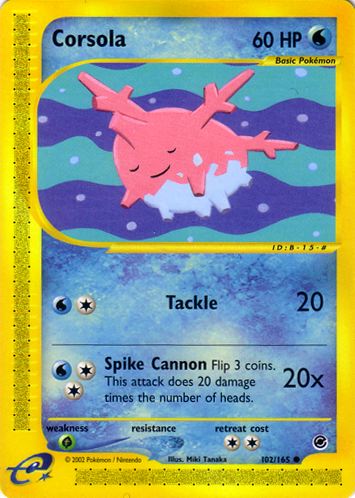 Corsola 60 HP
Basic Pokémon
ID:B-15-#
Tackle 20
Spike Cannon Flip 3 coins.
This attack does 20 damage 20x
times the number of heads.
weakness resistance retreat cost
© 2002 Pokémon / Nintendo Illus. Miki Tanaka 102/165
e